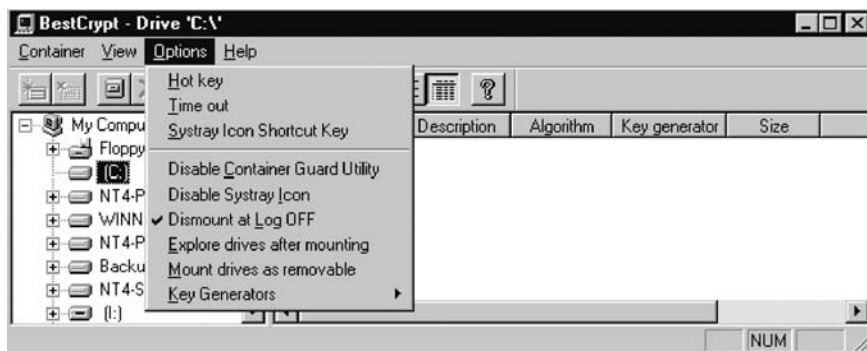 BestCrypt - Drive 'C:\'
Container View Options Help
Hot key
Time out
Systray Icon Shortcut Key
Disable Container Guard Utility
Disable Systray Icon
Dismount at Log OFF
Explore drives after mounting
Mount drives as removable
Key Generators
Description Algorithm Key generator Size
My Compu
Floppy
(C:)
NT4-P
WINN
NT4-P
Backu
NT4-S
(I:)
NUM